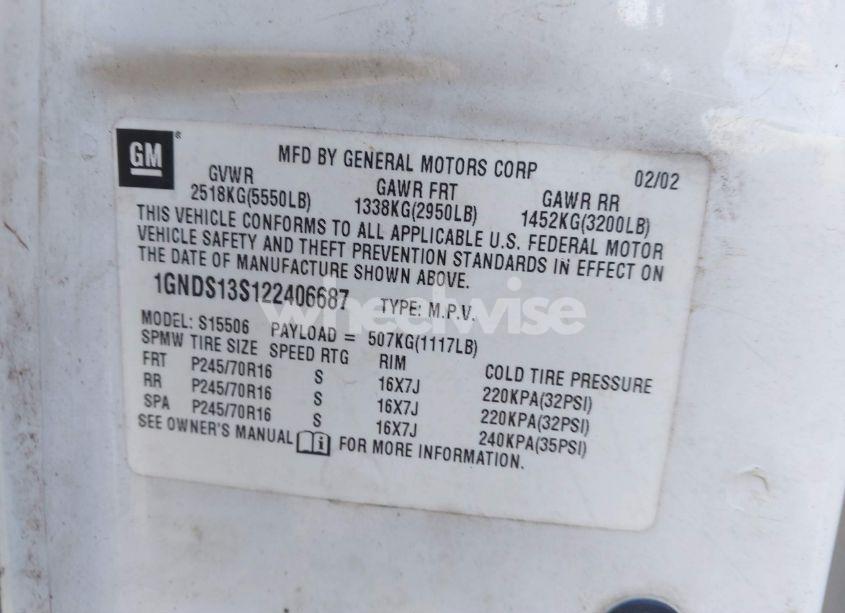 GM ® MFD BY GENERAL MOTORS CORP 02/02
GVWR GAWR FRT GAWR RR
2518KG(5550LB) 1338KG(2950LB) 1452KG(3200LB)
THIS VEHICLE CONFORMS TO ALL APPLICABLE U.S. FEDERAL MOTOR
VEHICLE SAFETY AND THEFT PREVENTION STANDARDS IN EFFECT ON
THE DATE OF MANUFACTURE SHOWN ABOVE.
1GNDS13S122406687 TYPE: M.P.V.
wheelwise
MODEL: S15506 PAYLOAD = 507KG(1117LB)
SPMW TIRE SIZE SPEED RTG RIM COLD TIRE PRESSURE
FRT P245/70R16 S 16X7J 220KPA(32PSI)
RR P245/70R16 S 16X7J 220KPA(32PSI)
SPA P245/70R16 S 16X7J 240KPA(35PSI)
SEE OWNER'S MANUAL FOR MORE INFORMATION.